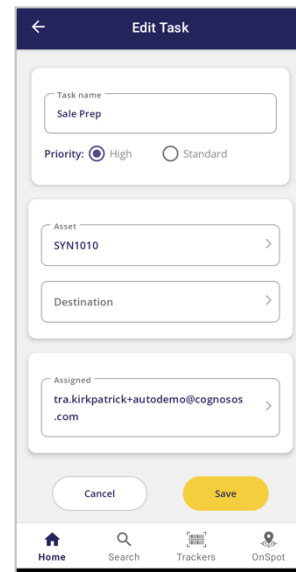 Edit Task
Task name
Sale Prep
Priority: High Standard
Asset
SYN1010
Destination
Assigned
tra.kirkpatrick+autodemo@cognosos
.com
Cancel Save
Home Search Trackers OnSpot